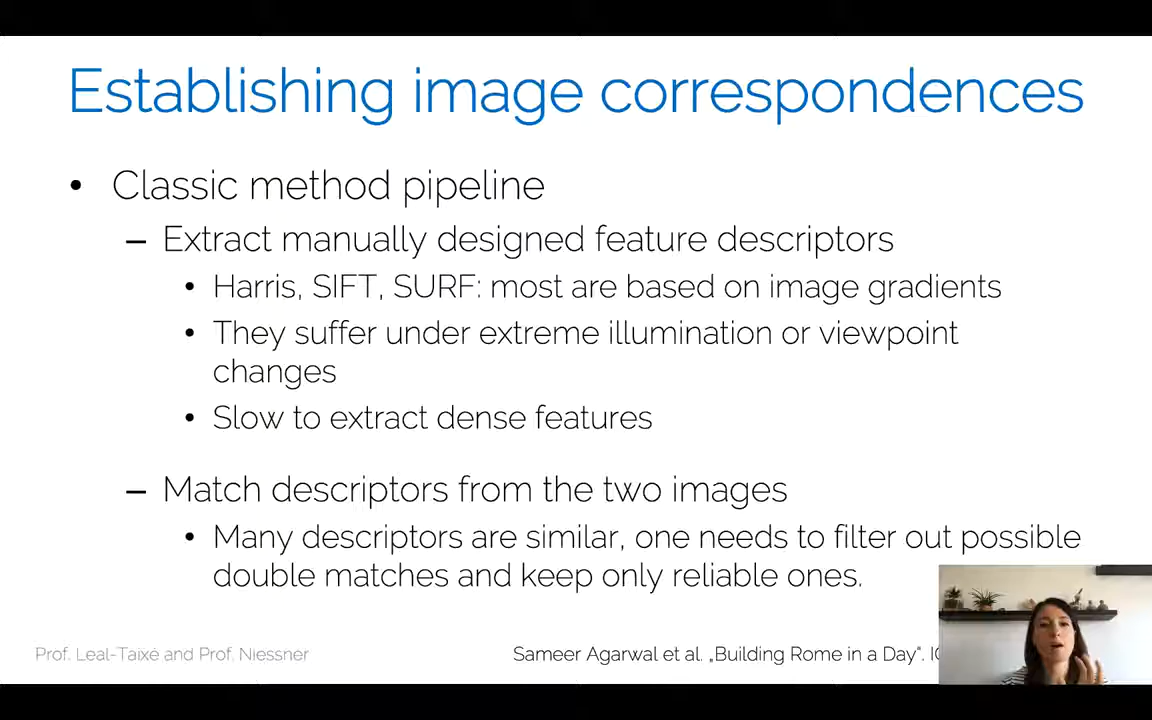 Establishing image correspondences
• Classic method pipeline
– Extract manually designed feature descriptors
• Harris, SIFT, SURF: most are based on image gradients
• They suffer under extreme illumination or viewpoint
changes
• Slow to extract dense features
– Match descriptors from the two images
• Many descriptors are similar, one needs to filter out possible
double matches and keep only reliable ones.
Prof. Leal-Taixé and Prof. Niessner
Sameer Agarwal et al. „Building Rome in a Day“.